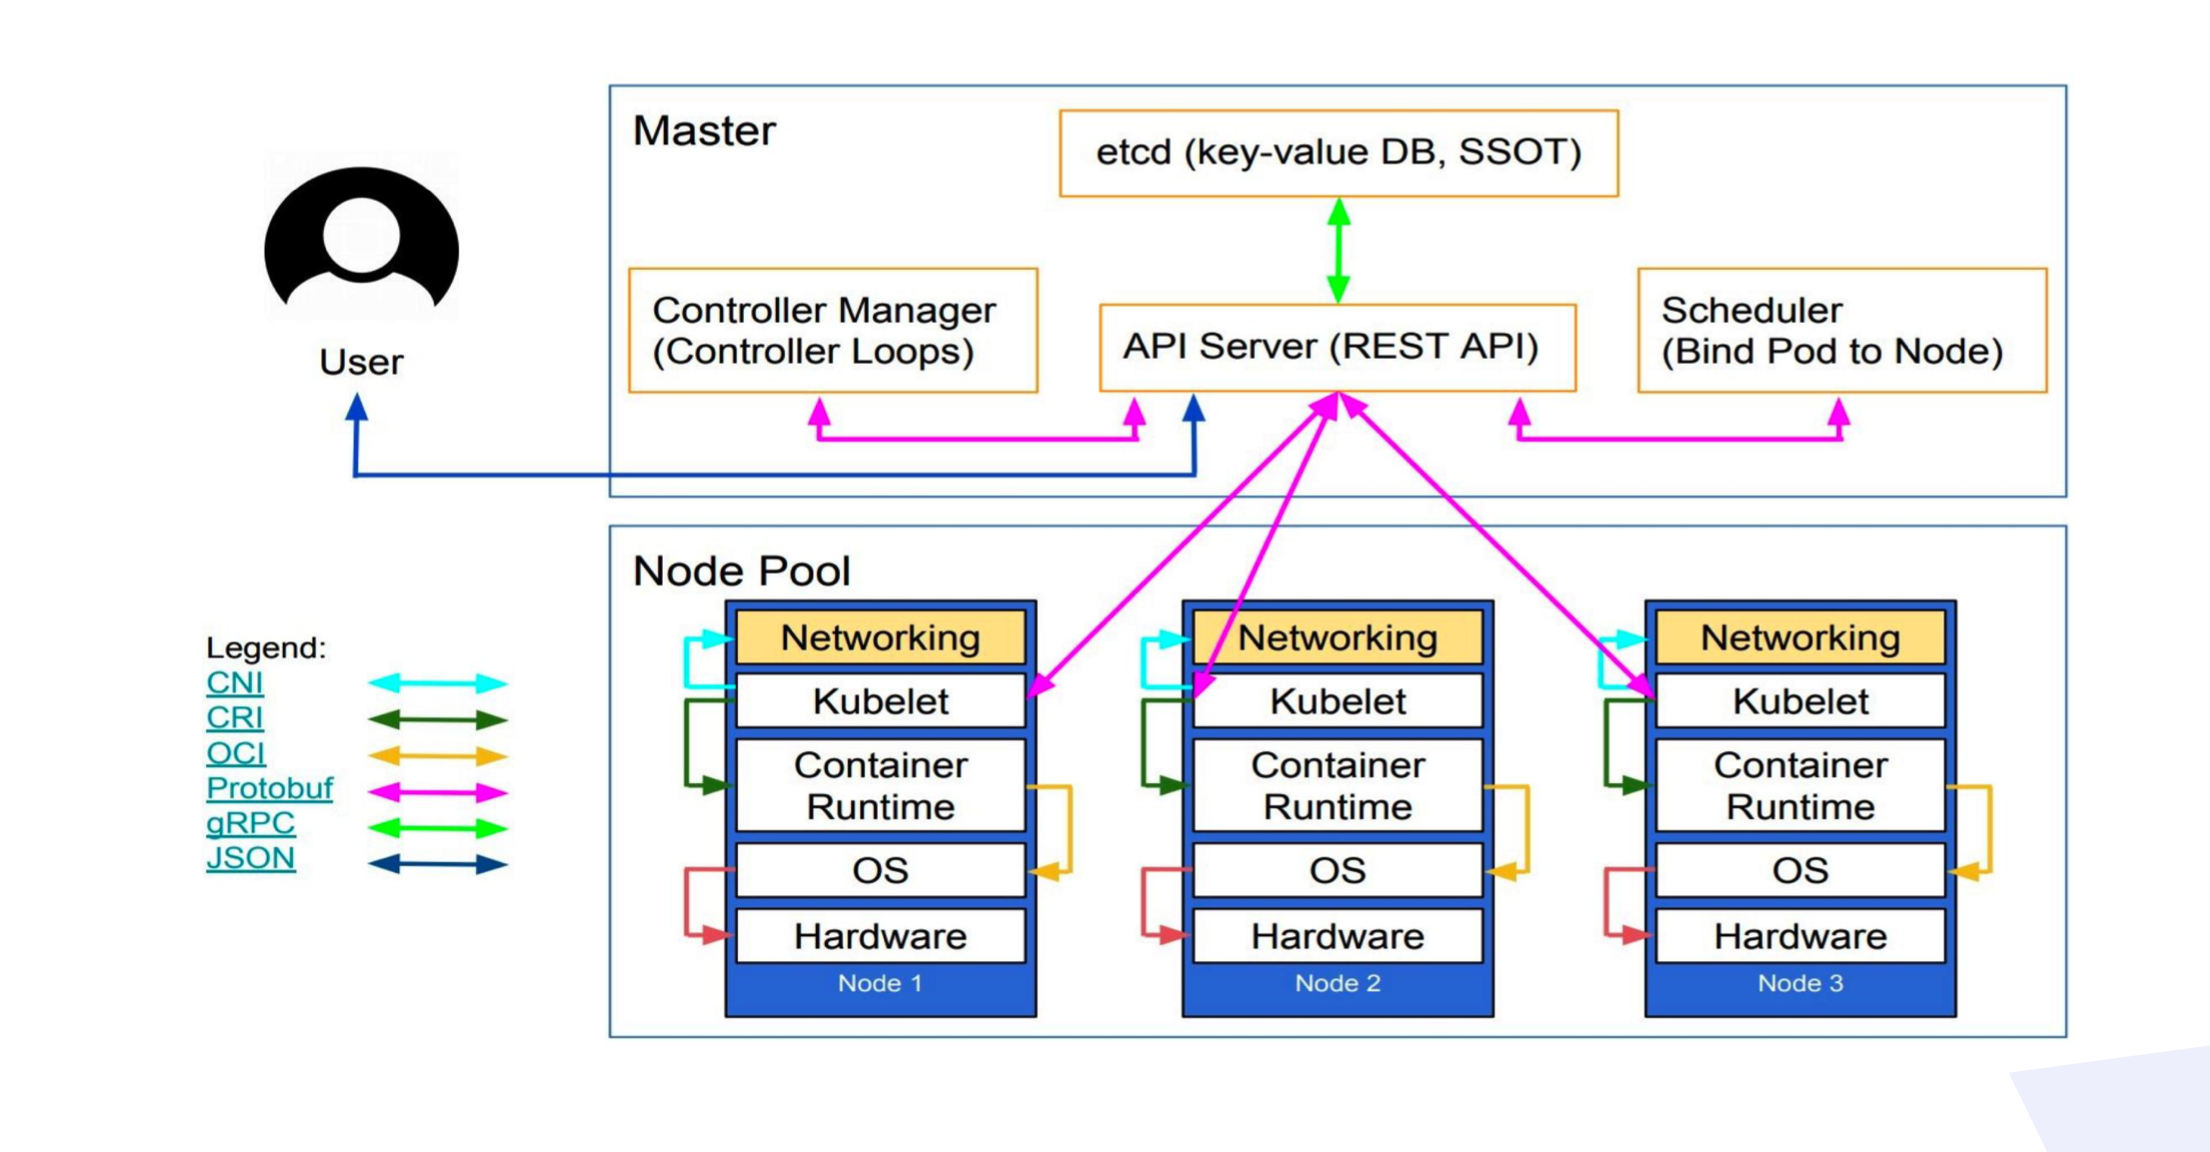 Master
etcd (key-value DB, SSOT)
Controller Manager
(Controller Loops)
API Server (REST API)
Scheduler
(Bind Pod to Node)
User
Node Pool
Legend:
CNI
CRI
OCI
Protobuf
gRPC
JSON
Networking
Kubelet
Container
Runtime
OS
Hardware
Node 1
Networking
Kubelet
Container
Runtime
OS
Hardware
Node 2
Networking
Kubelet
Container
Runtime
OS
Hardware
Node 3